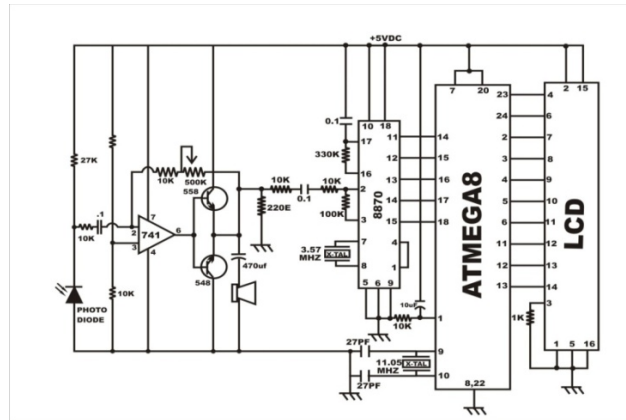 +5VDC
27K
10K
.1
2
3
741
7
6
4
10K
PHOTO
DIODE
10K
500K
558
548
470uf
220E
10K
0.1
10K
100K
0.1
330K
17
16
2
3
7
8
10
18
8870
11
12
13
14
15
4
1
5
6
9
3.57
MHZ
X-TAL
10uF
10K
27PF
27PF
11.05
MHZ
X-TAL
14
15
16
17
18
1
9
10
7
20
ATMEGA8
8,22
23
24
2
3
4
5
6
11
12
13
4
6
7
8
9
10
11
12
13
14
3
2
15
LCD
1K
1
5
16